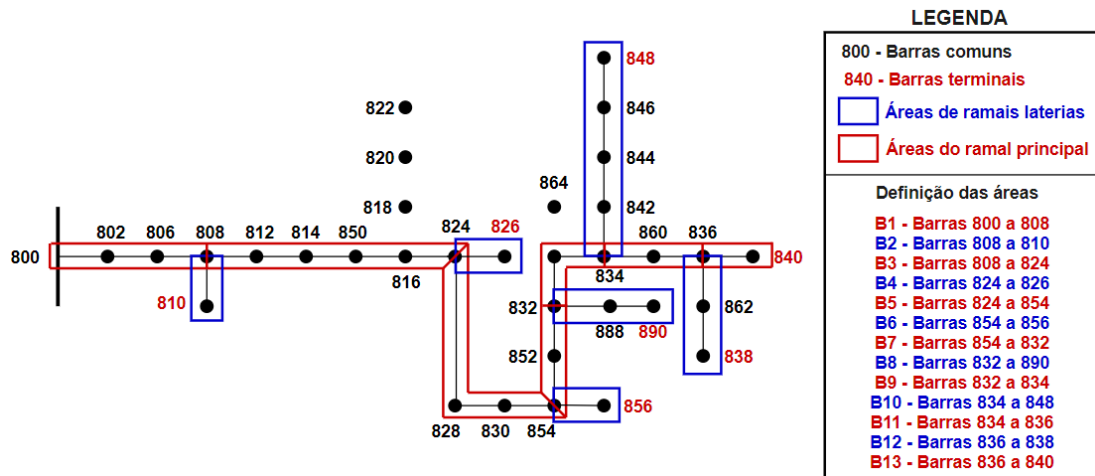 LEGENDA
800 - Barras comuns
840 - Barras terminais
Áreas de ramais laterias
Áreas do ramal principal
Definição das áreas
B1 - Barras 800 a 808
B2 - Barras 808 a 810
B3 - Barras 808 a 824
B4 - Barras 824 a 826
B5 - Barras 824 a 854
B6 - Barras 854 a 856
B7 - Barras 854 a 832
B8 - Barras 832 a 890
B9 - Barras 832 a 834
B10 - Barras 834 a 848
B11 - Barras 834 a 836
B12 - Barras 836 a 838
B13 - Barras 836 a 840
848
822
846
820
844
864
818
842
802 806 808 812 814 850 824 826 860 836
800
816
834
840
810
832
888
890
862
852
838
828 830 854
856